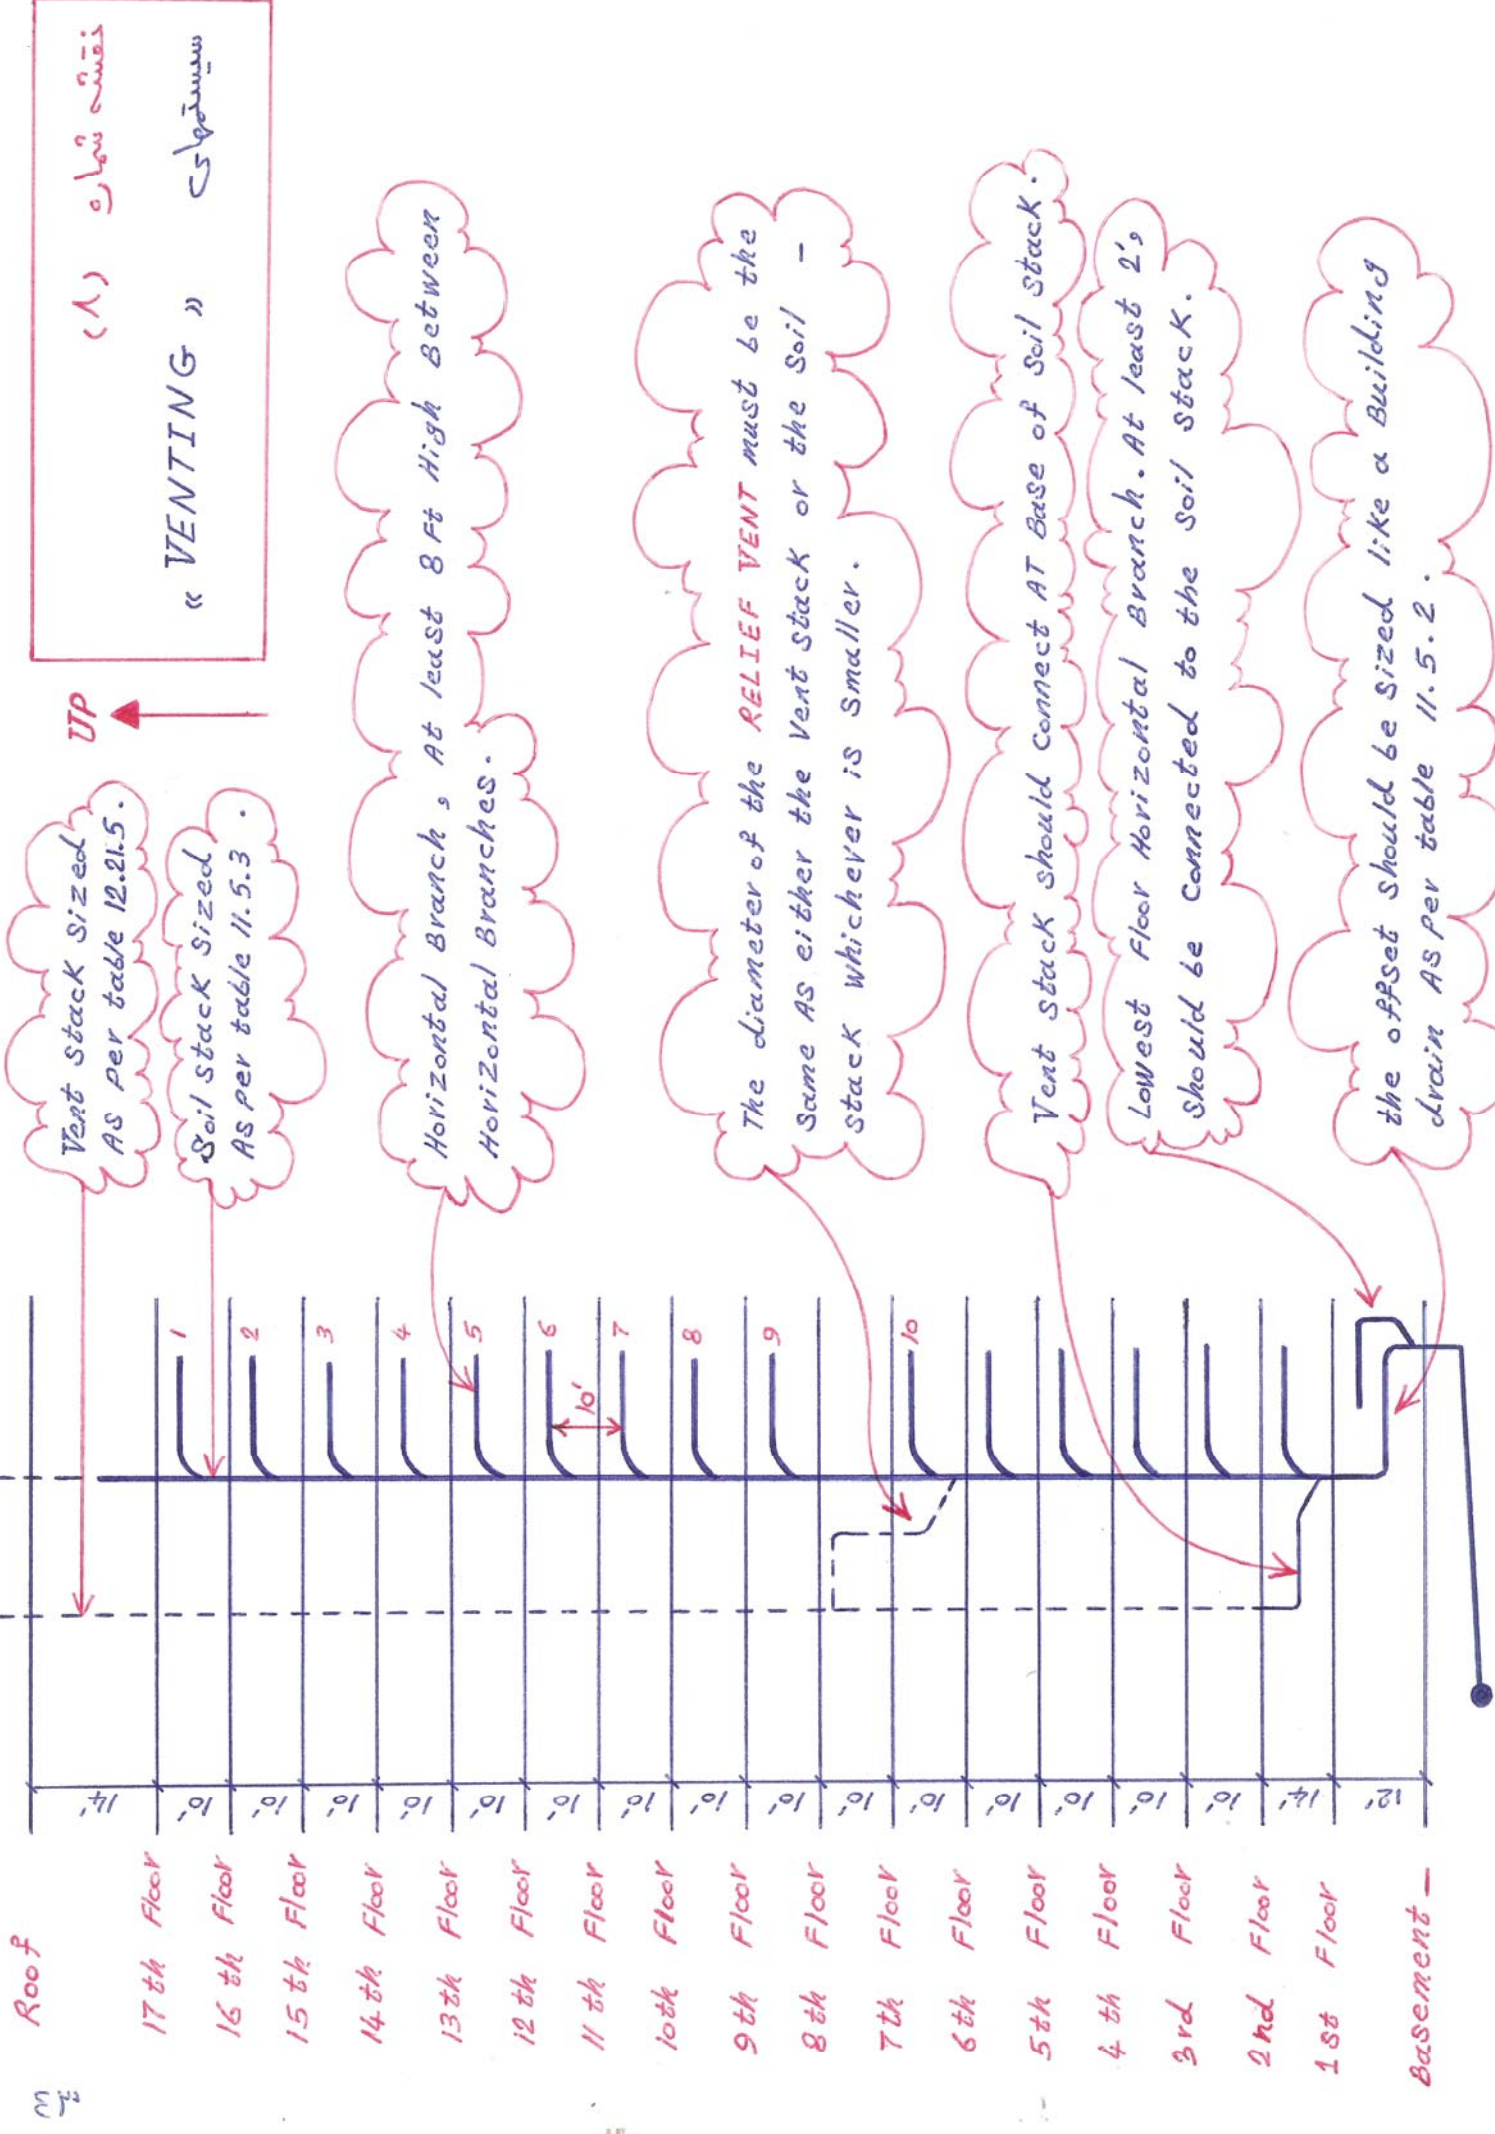 نقشه شماره (۸)
سیستمهای « VENTING »
UP
Vent Stack Sized
As per table 12.21.5.
Soil Stack Sized
As per table 11.5.3.
Horizontal Branch, At least 8 Ft High Between
Horizontal Branches.
The diameter of the RELIEF VENT must be the
Same As either the Vent Stack or the Soil -
Stack whichever is Smaller.
Vent Stack Should Connect AT Base of Soil Stack.
Lowest Floor Horizontal Branch. At least 2',
Should be Connected to the Soil Stack.
the offset Should be Sized like a Building
drain As per table 11.5.2.
Roof
14'
17th Floor
10'
1
16th Floor
10'
2
15th Floor
10'
3
14th Floor
10'
4
13th Floor
10'
5
12th Floor
10'
6
10'
11th Floor
10'
7
10th Floor
10'
8
9th Floor
10'
9
8th Floor
10'
7th Floor
10'
10
6th Floor
10'
5th Floor
10'
4th Floor
10'
3rd Floor
10'
2nd Floor
14'
1st Floor
12'
Basement -